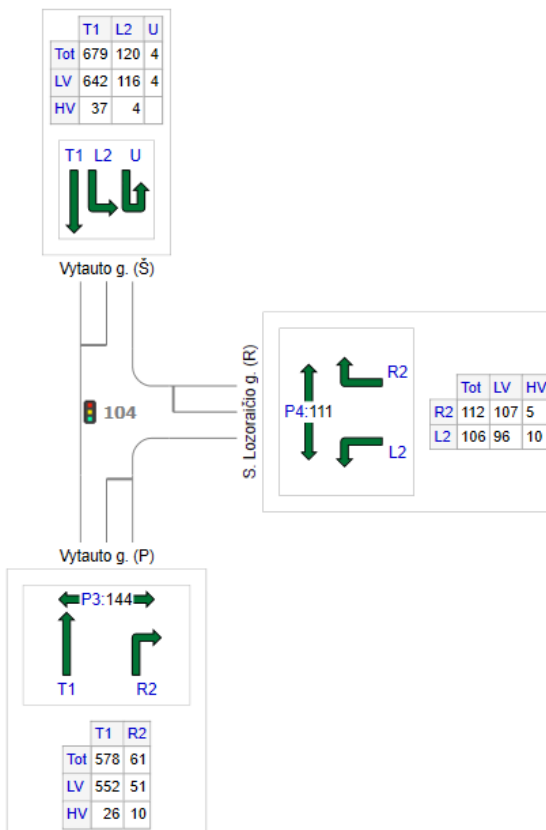 T1 L2 U
Tot 679 120 4
LV 642 116 4
HV 37 4
T1 L2 U
Vytauto g. (Š)
104
S. Lozoraičio g. (R)
R2
P4:111
L2
Tot LV HV
R2 112 107 5
L2 106 96 10
Vytauto g. (P)
P3:144
T1 R2
T1 R2
Tot 578 61
LV 552 51
HV 26 10